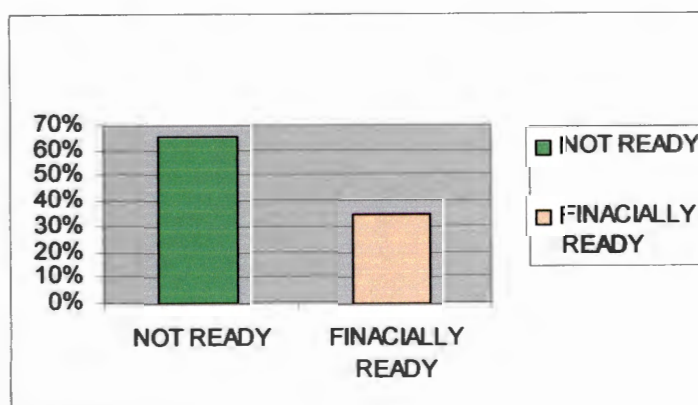 70%
60%
50%
40%
30%
20%
10%
0%
NOT READY
FINACIALLY
READY
NOT READY
FINACIALLY
READY